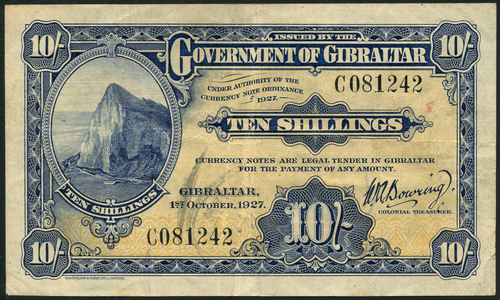 10/-
ISSUED BY THE
10/-
GOVERNMENT OF GIBRALTAR
UNDER AUTHORITY OF THE
CURRENCY NOTE ORDINANCE
1927.
C081242
TEN SHILLINGS
CURRENCY NOTES ARE LEGAL TENDER IN GIBRALTAR
FOR THE PAYMENT OF ANY AMOUNT.
TEN SHILLINGS
GIBRALTAR,
1ST OCTOBER, 1927.
COLONIAL TREASURER.
C081242
10/-
10/-
10/-